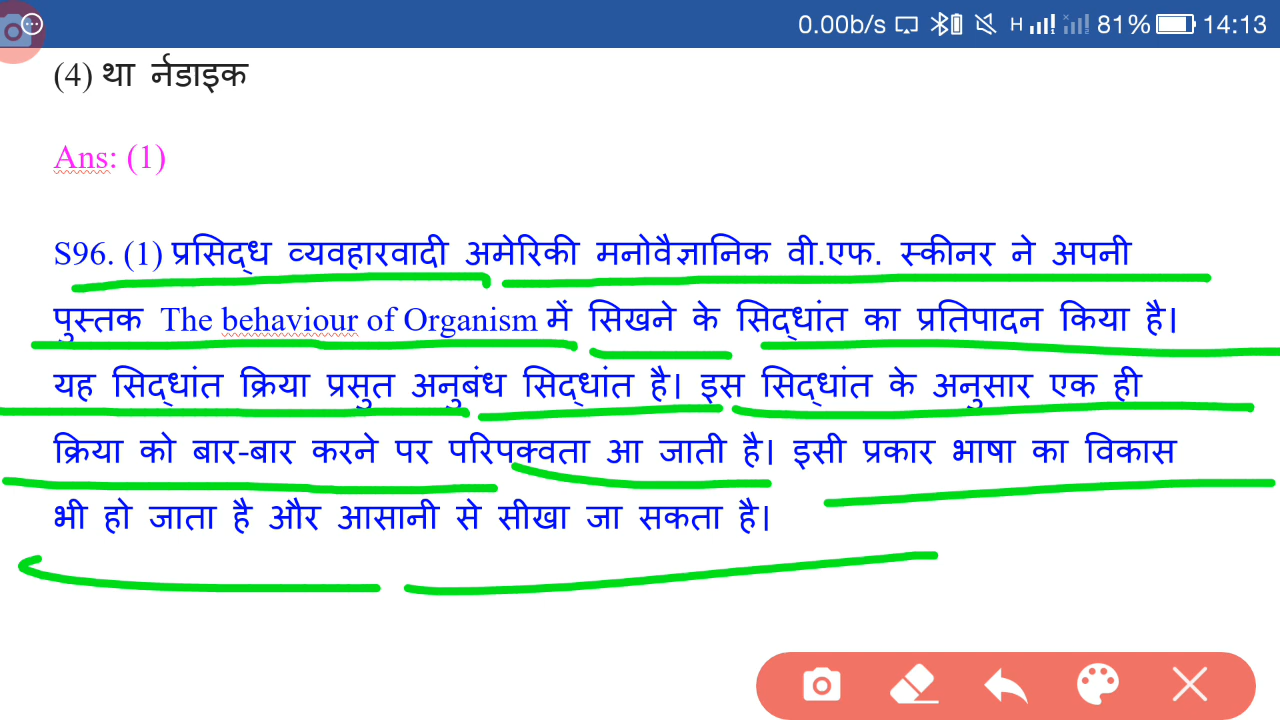 0.00b/s H 81% 14:13
(4) था र्नडाइक
Ans: (1)
S96. (1) प्रसिद्ध व्यवहारवादी अमेरिकी मनोवैज्ञानिक वी.एफ. स्कीनर ने अपनी
पुस्तक The behaviour of Organism में सिखने के सिद्धांत का प्रतिपादन किया है।
यह सिद्धांत क्रिया प्रसुत अनुबंध सिद्धांत है। इस सिद्धांत के अनुसार एक ही
क्रिया को बार-बार करने पर परिपक्वता आ जाती है। इसी प्रकार भाषा का विकास
भी हो जाता है और आसानी से सीखा जा सकता है।